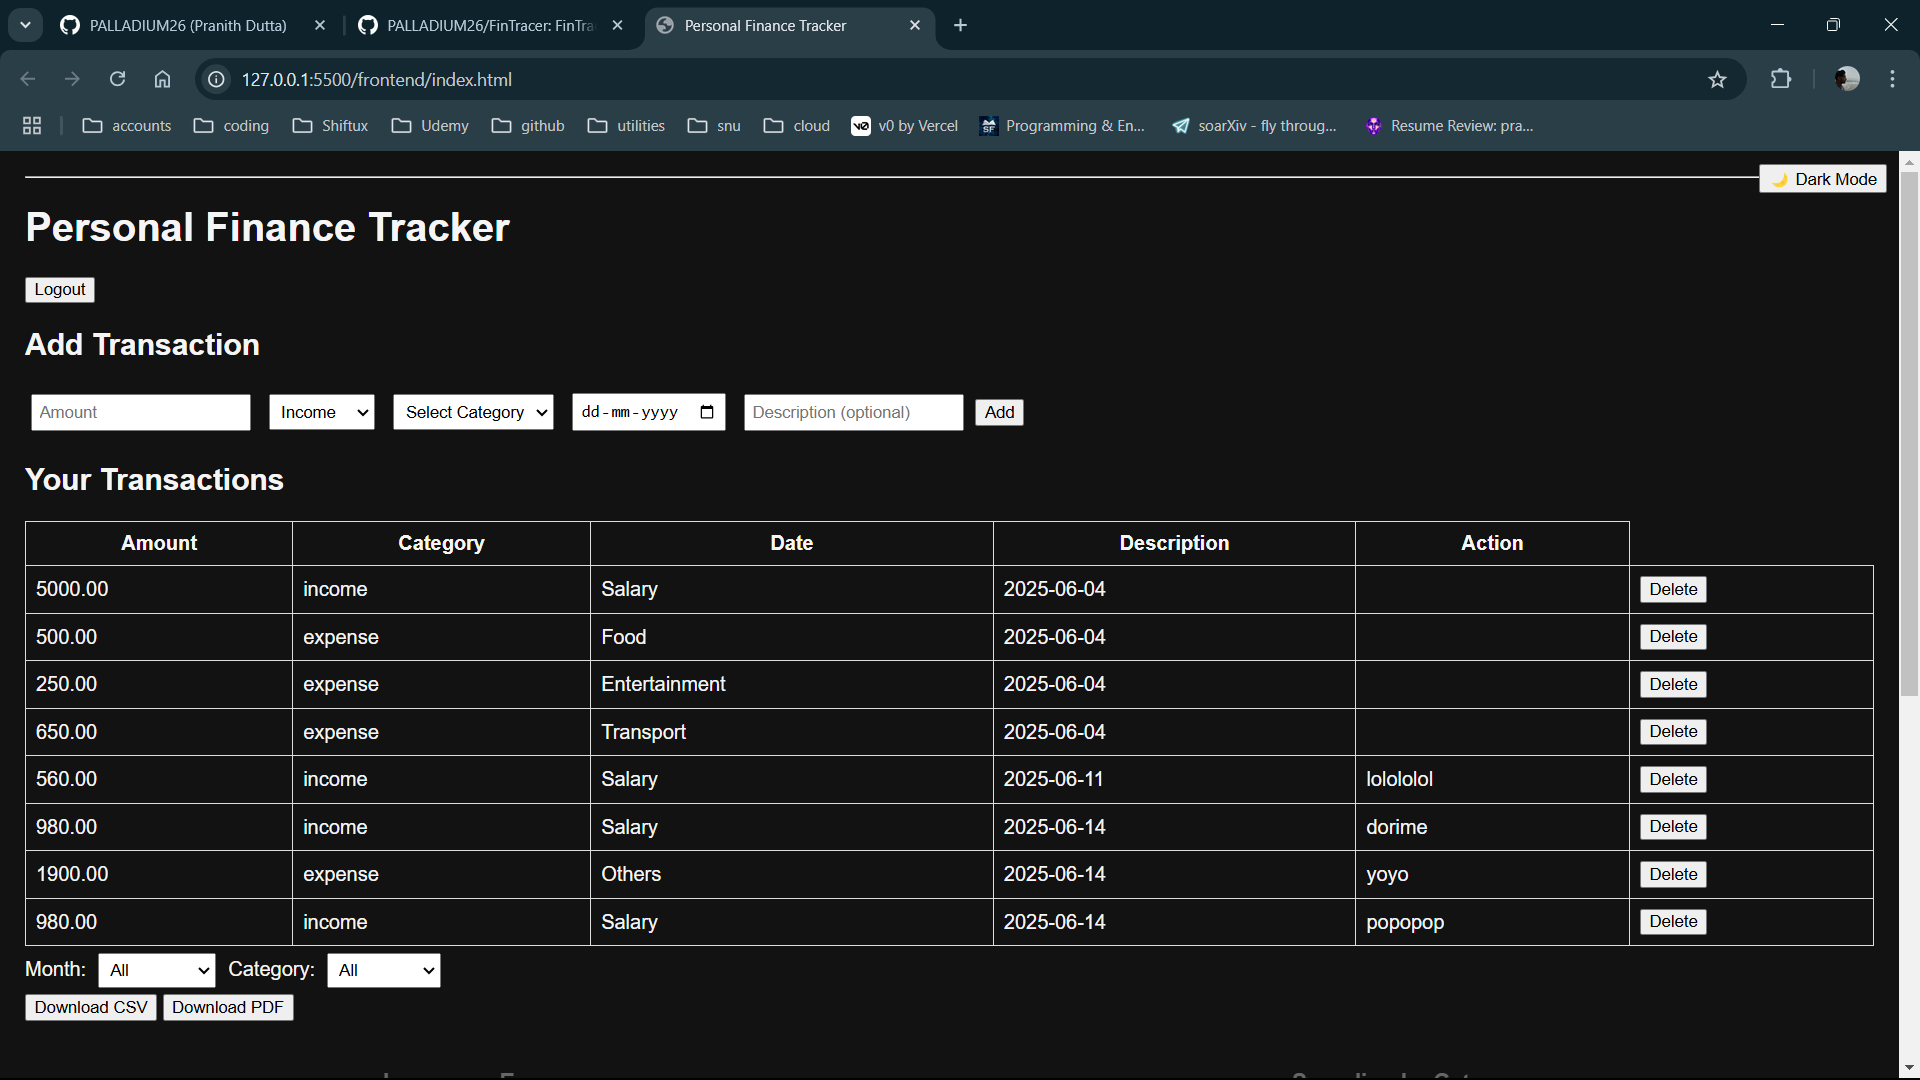 PALLADIUM26 (Pranith Dutta)
PALLADIUM26/FinTracer: FinTra
Personal Finance Tracker
127.0.0.1:5500/frontend/index.html
accounts coding Shiftux Udemy github utilities snu cloud v0 by Vercel Programming & En... soarXiv - fly throug... Resume Review: pra...
🌙 Dark Mode
Personal Finance Tracker
Logout
Add Transaction
Amount Income Select Category dd-mm-yyyy Description (optional) Add
Your Transactions
Amount Category Date Description Action
5000.00 income Salary 2025-06-04 Delete
500.00 expense Food 2025-06-04 Delete
250.00 expense Entertainment 2025-06-04 Delete
650.00 expense Transport 2025-06-04 Delete
560.00 income Salary 2025-06-11 lolololol Delete
980.00 income Salary 2025-06-14 dorime Delete
1900.00 expense Others 2025-06-14 yoyo Delete
980.00 income Salary 2025-06-14 popopop Delete
Month: All Category: All
Download CSV Download PDF